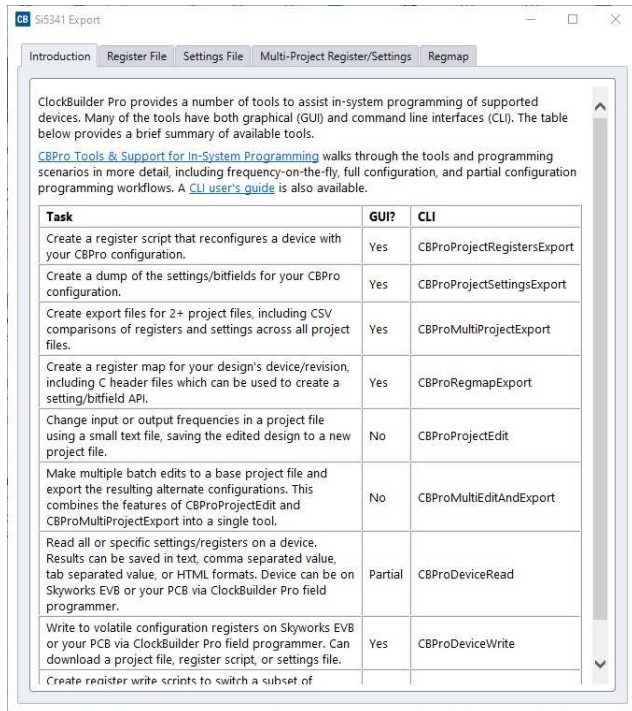 CB Si5341 Export
Introduction Register File Settings File Multi-Project Register/Settings Regmap
ClockBuilder Pro provides a number of tools to assist in-system programming of supported
devices. Many of the tools have both graphical (GUI) and command line interfaces (CLI). The table
below provides a brief summary of available tools.
CBPro Tools & Support for In-System Programming walks through the tools and programming
scenarios in more detail, including frequency-on-the-fly, full configuration, and partial configuration
programming workflows. A CLI user's guide is also available.
Task GUI? CLI
Create a register script that reconfigures a device with
your CBPro configuration.
Yes CBProProjectRegistersExport
Create a dump of the settings/bitfields for your CBPro
configuration.
Yes CBProProjectSettingsExport
Create export files for 2+ project files, including CSV
comparisons of registers and settings across all project
files.
Yes CBProMultiProjectExport
Create a register map for your design's device/revision,
including C header files which can be used to create a
setting/bitfield API.
Yes CBProRegmapExport
Change input or output frequencies in a project file
using a small text file, saving the edited design to a new
project file.
No CBProProjectEdit
Make multiple batch edits to a base project file and
export the resulting alternate configurations. This
combines the features of CBProProjectEdit and
CBProMultiProjectExport into a single tool.
No CBProMultiEditAndExport
Read all or specific settings/registers on a device.
Results can be saved in text, comma separated value,
tab separated value, or HTML formats. Device can be on
Skyworks EVB or your PCB via ClockBuilder Pro field
programmer.
Partial CBProDeviceRead
Write to volatile configuration registers on Skyworks EVB
or your PCB via ClockBuilder Pro field programmer. Can
download a project file, register script, or settings file.
Yes CBProDeviceWrite
Create register write scripts to switch a subset of